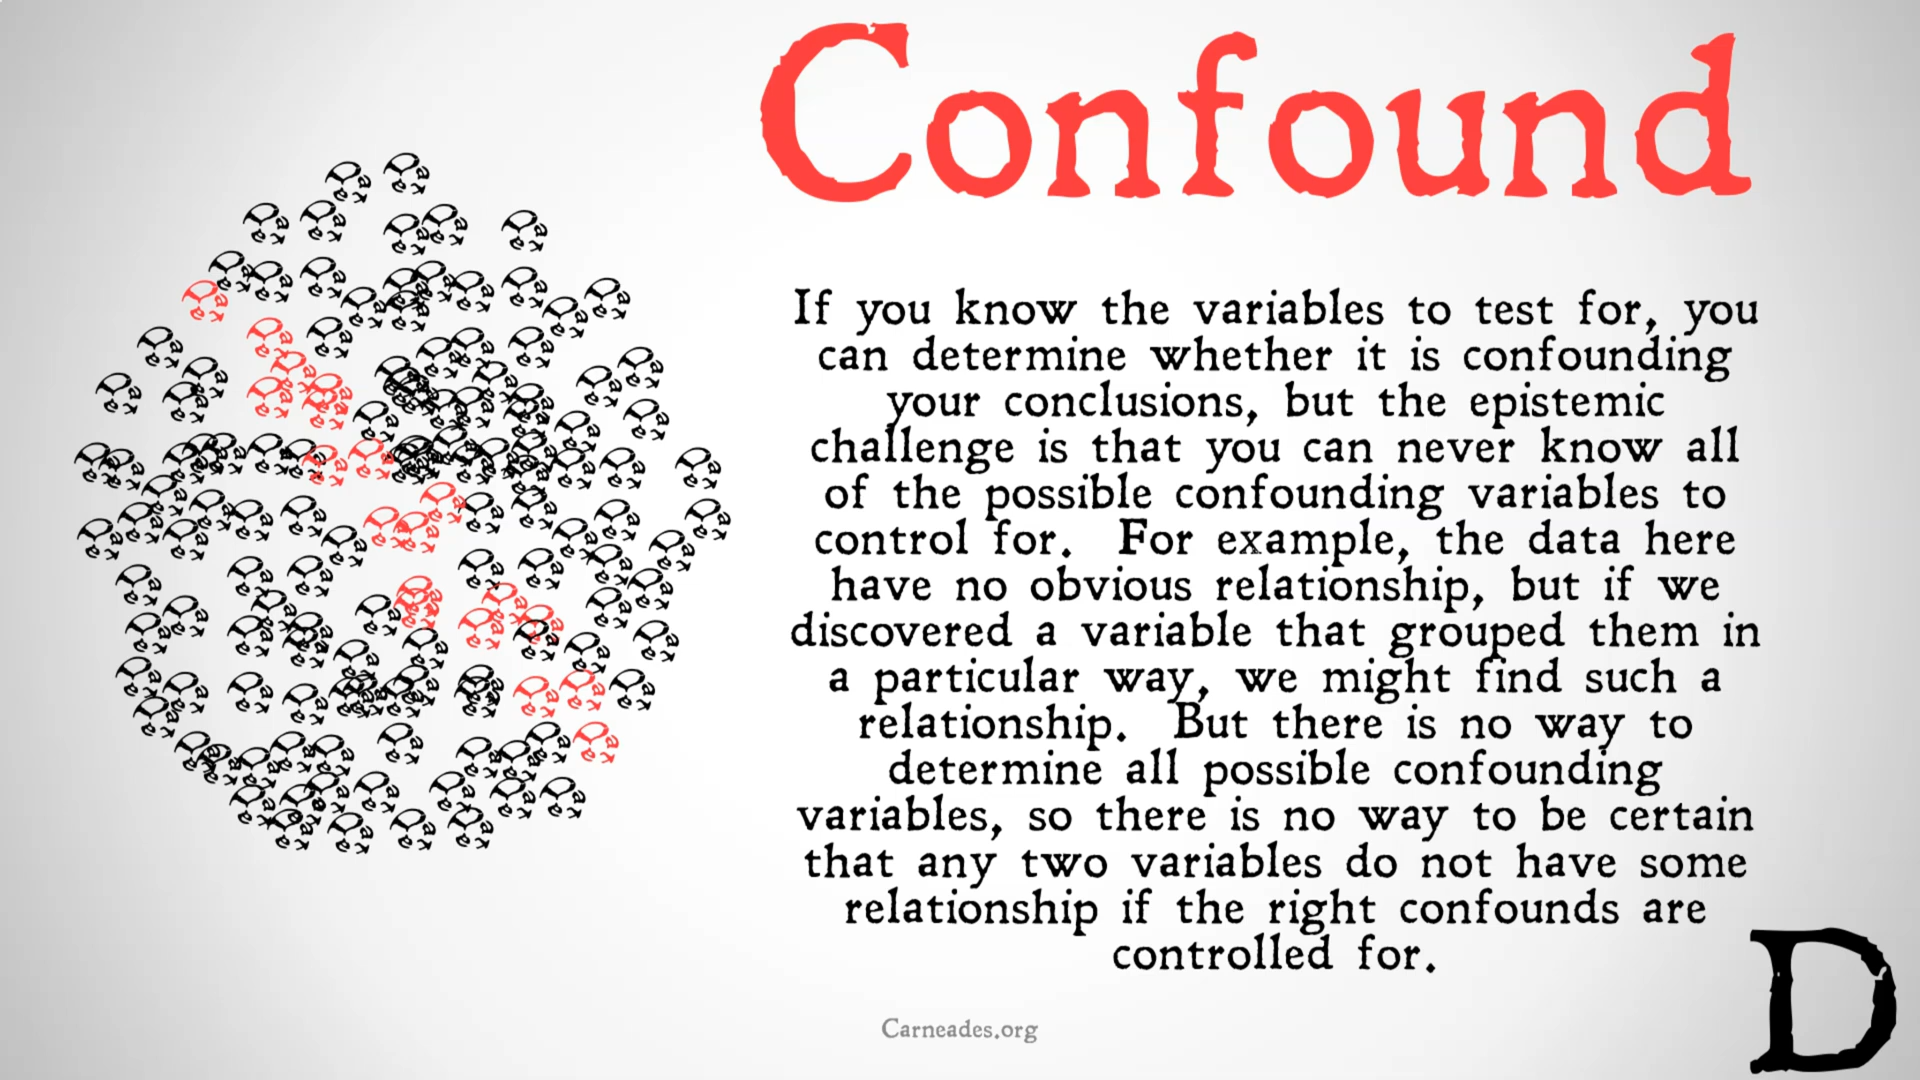 Confound
If you know the variables to test for, you
can determine whether it is confounding
your conclusions, but the epistemic
challenge is that you can never know all
of the possible confounding variables to
control for.  For example, the data here
have no obvious relationship, but if we
discovered a variable that grouped them in
a particular way, we might find such a
relationship.  But there is no way to
determine all possible confounding
variables, so there is no way to be certain
that any two variables do not have some
relationship if the right confounds are
controlled for.
Carneades.org
D